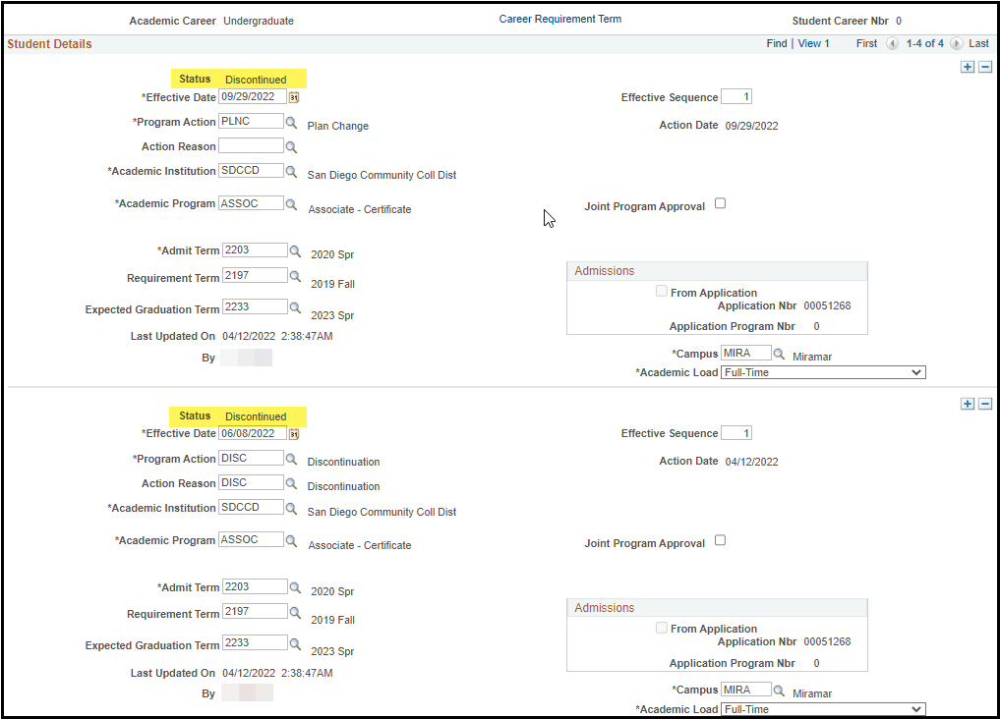 Academic Career Undergraduate Career Requirement Term Student Career Nbr 0
Student Details Find | View 1 First 1-4 of 4 Last
Status Discontinued
*Effective Date 09/29/2022 31 Effective Sequence 1
*Program Action PLNC Plan Change Action Date 09/29/2022
Action Reason
*Academic Institution SDCCD San Diego Community Coll Dist
*Academic Program ASSOC Associate - Certificate Joint Program Approval
*Admit Term 2203 2020 Spr
Admissions
Requirement Term 2197 2019 Fall
From Application
Application Nbr 00051268
Expected Graduation Term 2233 2023 Spr
Application Program Nbr 0
Last Updated On 04/12/2022 2:38:47AM
By
*Campus MIRA Miramar
*Academic Load Full-Time
Status Discontinued
*Effective Date 06/08/2022 31 Effective Sequence 1
*Program Action DISC Discontinuation Action Date 04/12/2022
Action Reason DISC Discontinuation
*Academic Institution SDCCD San Diego Community Coll Dist
*Academic Program ASSOC Associate - Certificate Joint Program Approval
*Admit Term 2203 2020 Spr
Admissions
Requirement Term 2197 2019 Fall
From Application
Application Nbr 00051268
Expected Graduation Term 2233 2023 Spr
Application Program Nbr 0
Last Updated On 04/12/2022 2:38:47AM
By
*Campus MIRA Miramar
*Academic Load Full-Time